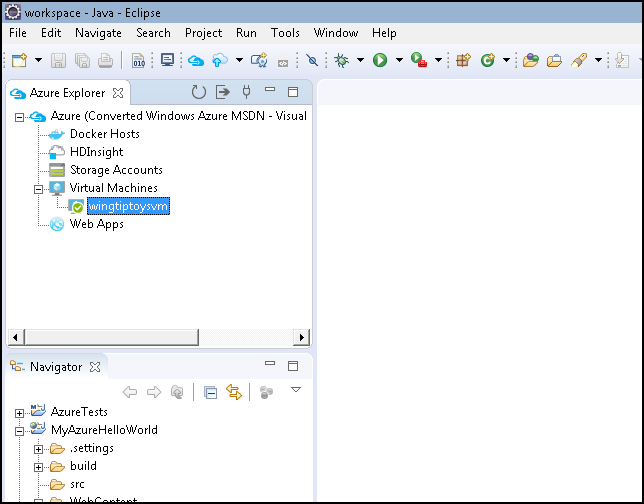 workspace - Java - Eclipse
File Edit Navigate Search Project Run Tools Window Help
010
Azure Explorer
Azure (Converted Windows Azure MSDN - Visual
Docker Hosts
HDInsight
Storage Accounts
Virtual Machines
wingtiptoysvm
Web Apps
Navigator
AzureTests
MyAzureHelloWorld
.settings
build
src
WebContent